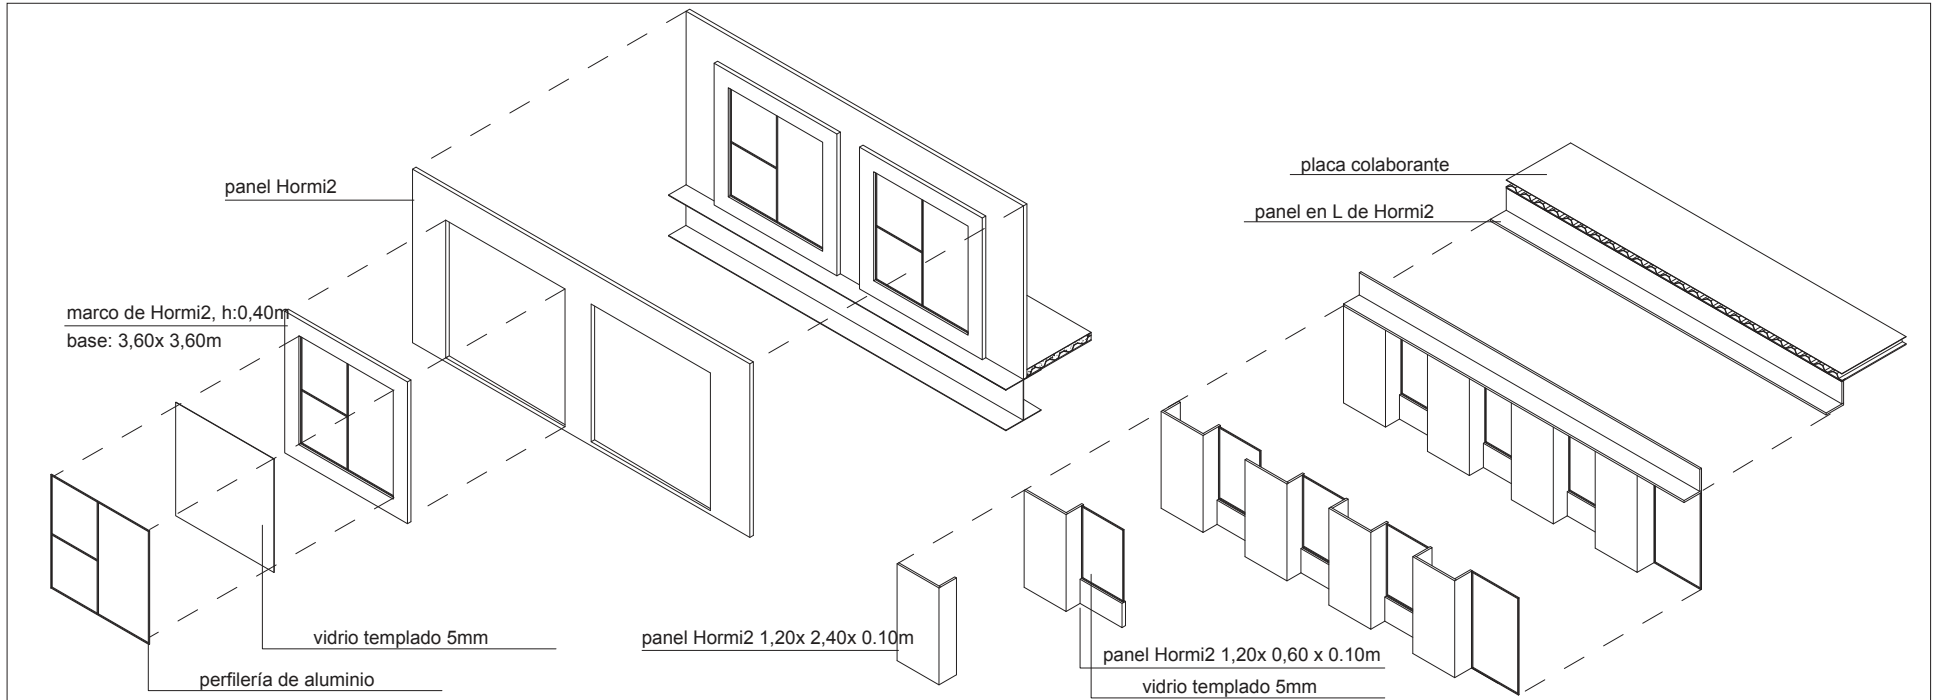 panel Hormi2
marco de Hormi2, h:0,40m
base: 3,60x 3,60m
vidrio templado 5mm
perfilería de aluminio
placa colaborante
panel en L de Hormi2
panel Hormi2 1,20x 2,40x 0.10m
panel Hormi2 1,20x 0,60 x 0.10m
vidrio templado 5mm